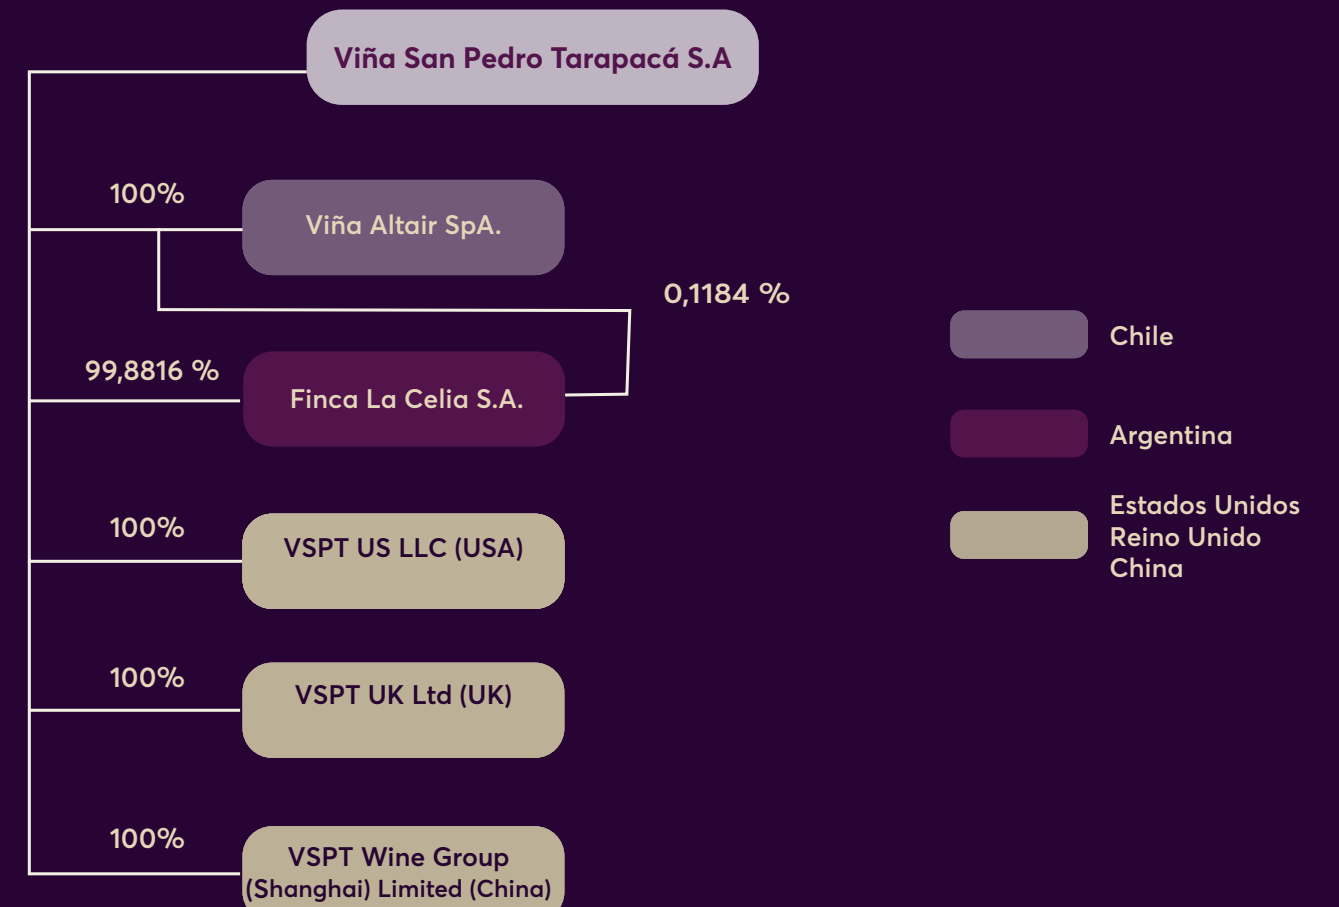 Viña San Pedro Tarapacá S.A
100%
Viña Altair SpA.
0,1184 %
99,8816 %
Finca La Celia S.A.
100%
VSPT US LLC (USA)
100%
VSPT UK Ltd (UK)
100%
VSPT Wine Group
(Shanghai) Limited (China)
Chile
Argentina
Estados Unidos
Reino Unido
China